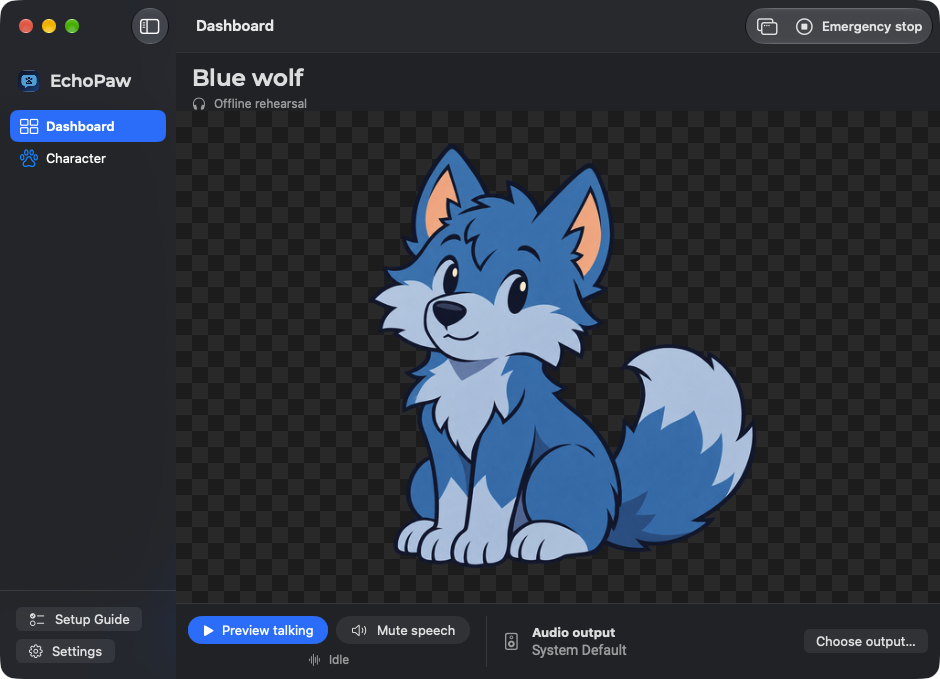 Dashboard
Emergency stop
EchoPaw
Dashboard
Character
Setup Guide
Settings
Blue wolf
Offline rehearsal
Preview talking
Mute speech
Idle
Audio output
System Default
Choose output...